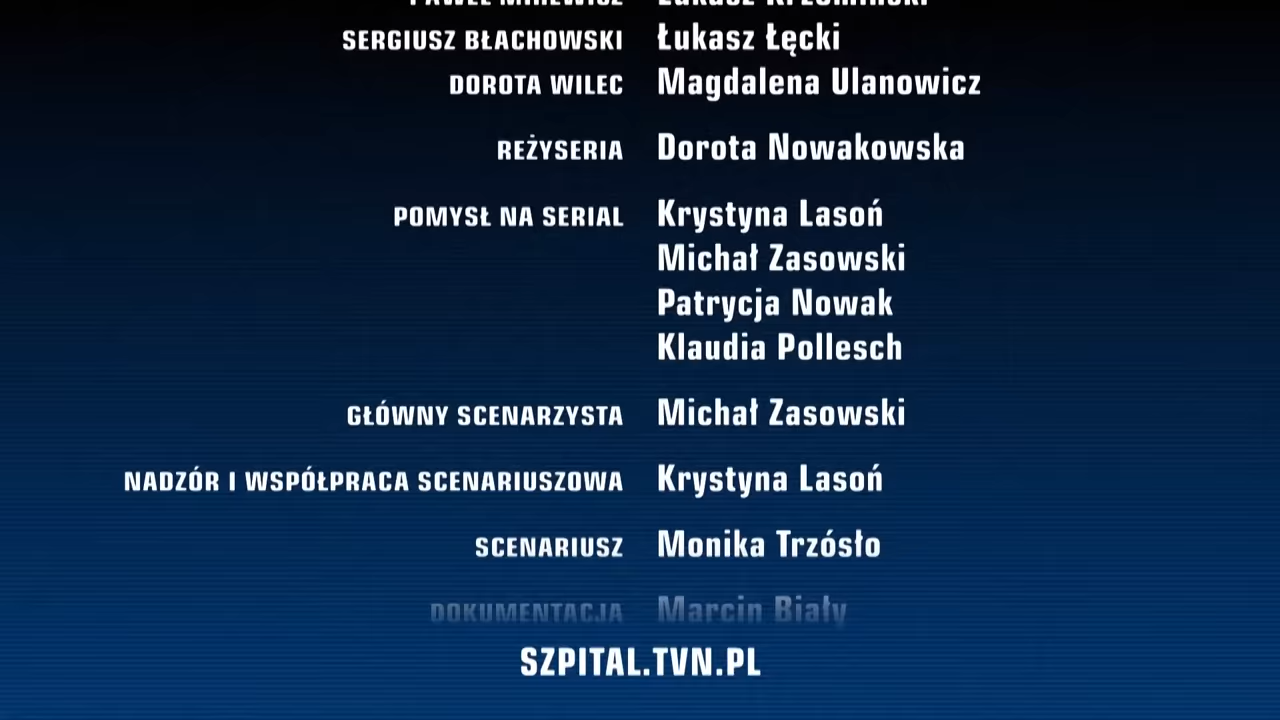 SERGIUSZ BŁACHOWSKI Łukasz Łęcki
DOROTA WILEC Magdalena Ulanowicz
REŻYSERIA Dorota Nowakowska
POMYSŁ NA SERIAL Krystyna Lasoń
Michał Zasowski
Patrycja Nowak
Klaudia Pollesch
GŁÓWNY SCENARZYSTA Michał Zasowski
NADZÓR I WSPÓŁPRACA SCENARIUSZOWA Krystyna Lasoń
SCENARIUSZ Monika Trzósło
DOKUMENTACJA Marcin Biały
SZPITAL.TVN.PL